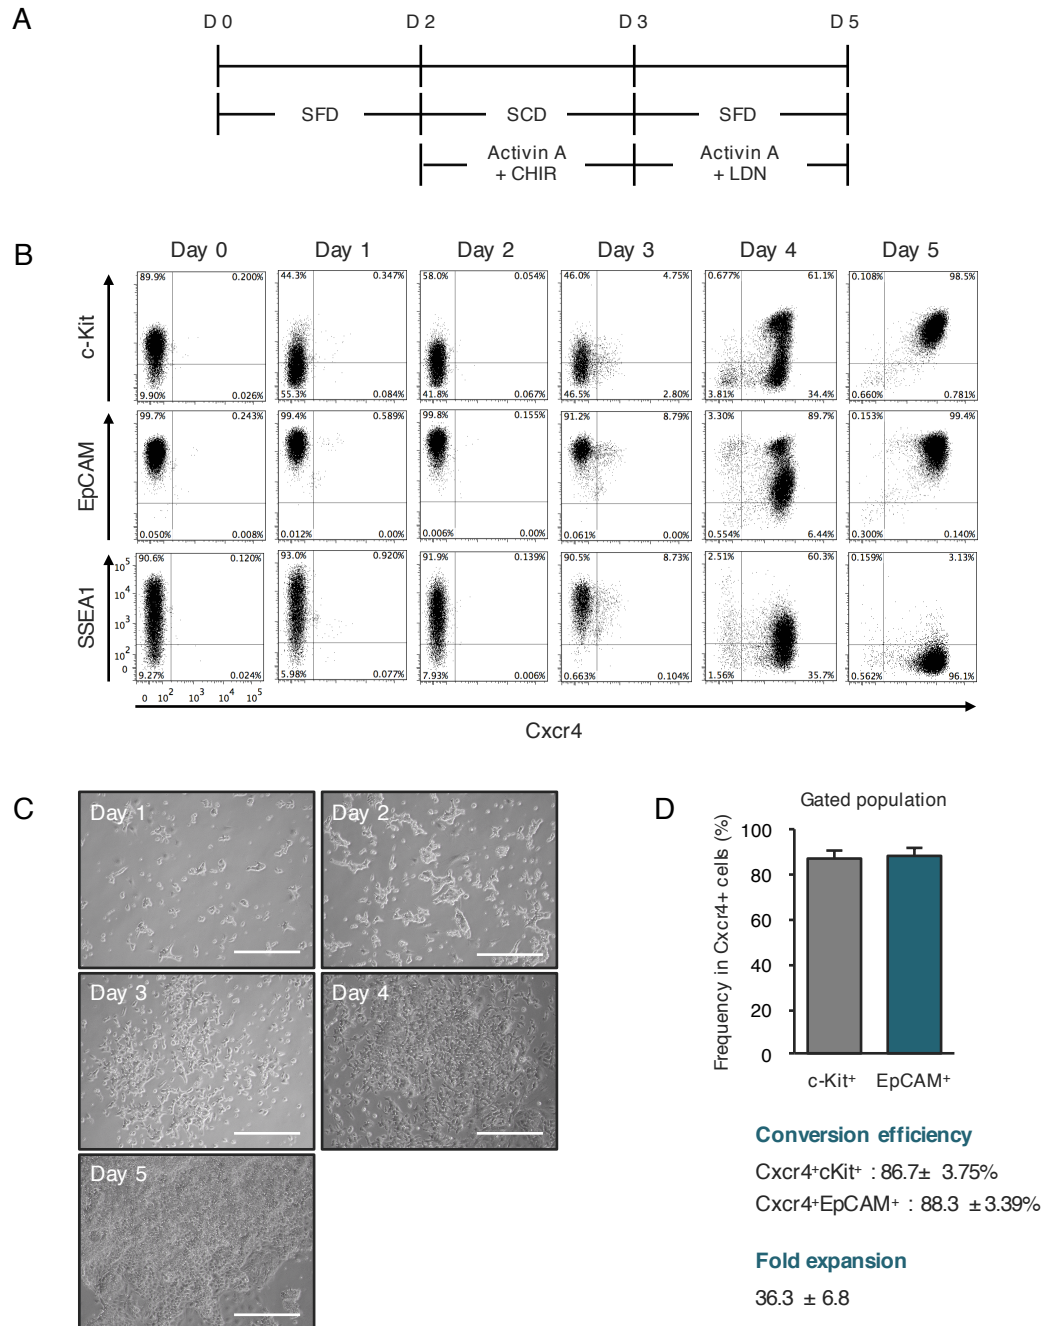 A
D 0 D 2 D 3 D 5
SFD SCD SFD
Activin A Activin A
+ CHIR + LDN
B
Day 0 Day 1 Day 2 Day 3 Day 4 Day 5
c-Kit
89.9% 0.200% 44.3% 0.347% 58.0% 0.054% 46.0% 4.75% 0.677% 61.1% 0.108% 98.5%
9.90% 0.026% 55.3% 0.084% 41.8% 0.067% 46.5% 2.80% 3.81% 34.4% 0.660% 0.781%
EpCAM
99.7% 0.243% 99.4% 0.589% 99.8% 0.155% 91.2% 8.79% 3.30% 89.7% 0.153% 99.4%
0.050% 0.008% 0.012% 0.00% 0.006% 0.00% 0.061% 0.00% 0.554% 6.44% 0.300% 0.140%
SSEA1
90.6% 0.120% 93.0% 0.920% 91.9% 0.139% 90.5% 8.73% 2.51% 60.3% 0.159% 3.13%
10⁵
10⁴
10³
10²
0
9.27% 0.024% 5.98% 0.077% 7.93% 0.006% 0.663% 0.104% 1.56% 35.7% 0.562% 96.1%
0 10² 10³ 10⁴ 10⁵
Cxcr4
C
Day 1
Day 2
Day 3
Day 4
Day 5
D
Gated population
Frequency in Cxcr4+ cells (%)
100
80
60
40
20
0
c-Kit⁺ EpCAM⁺
Conversion efficiency
Cxcr4⁺cKit⁺ : 86.7± 3.75%
Cxcr4⁺EpCAM⁺ : 88.3 ±3.39%
Fold expansion
36.3 ± 6.8